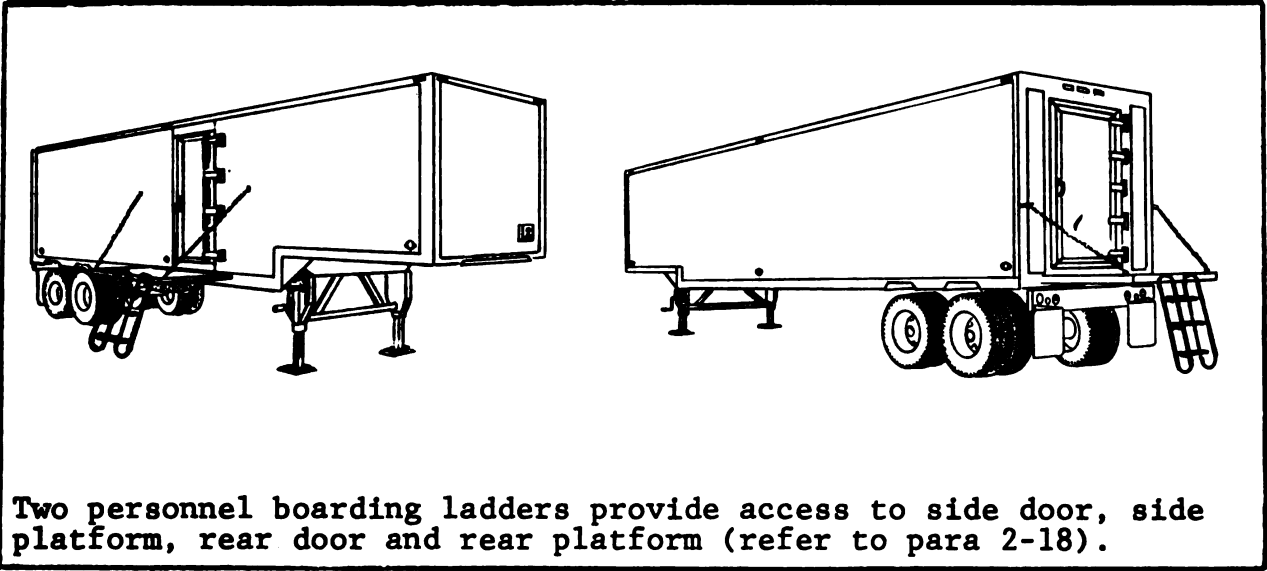 Two personnel boarding ladders provide access to side door, side
platform, rear door and rear platform (refer to para 2-18).